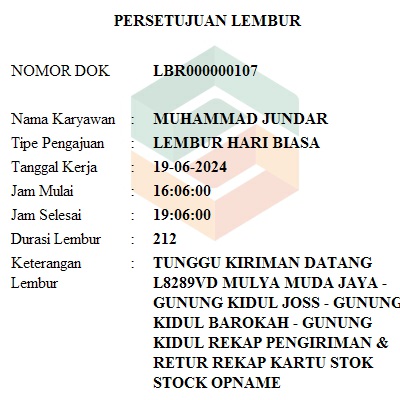 PERSETUJUAN LEMBUR
NOMOR DOK LBR000000107
Nama Karyawan : MUHAMMAD JUNDAR
Tipe Pengajuan : LEMBUR HARI BIASA
Tanggal Kerja : 19-06-2024
Jam Mulai : 16:06:00
Jam Selesai : 19:06:00
Durasi Lembur : 212
Keterangan : TUNGGU KIRIMAN DATANG
Lembur L8289VD MULYA MUDA JAYA -
GUNUNG KIDUL JOSS - GUNUNG
KIDUL BAROKAH - GUNUNG
KIDUL REKAP PENGIRIMAN &
RETUR REKAP KARTU STOK
STOCK OPNAME